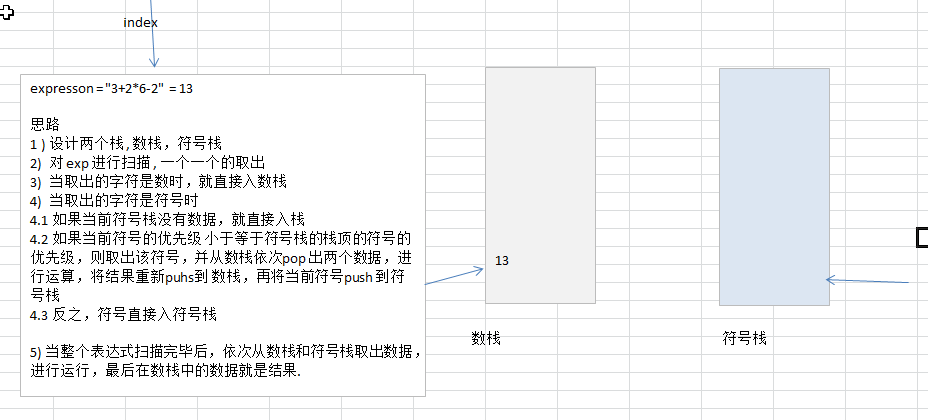 index
expresson = "3+2*6-2" = 13
思路
1 ) 设计两个栈, 数栈，符号栈
2) 对 exp 进行扫描, 一个一个的取出
3) 当取出的字符是数时，就直接入数栈
4) 当取出的字符是符号时
4.1 如果当前符号栈没有数据，就直接入栈
4.2 如果当前符号的优先级 小于等于符号栈的栈顶的符号的
优先级，则取出该符号，并从数栈依次pop 出两个数据，进
行运算，将结果重新puhs到 数栈，再将当前符号push 到符
号栈
4.3 反之，符号直接入符号栈
5) 当整个表达式扫描完毕后，依次从数栈和符号栈取出数据，
进行运行，最后在数栈中的数据就是结果.
13
数栈
符号栈